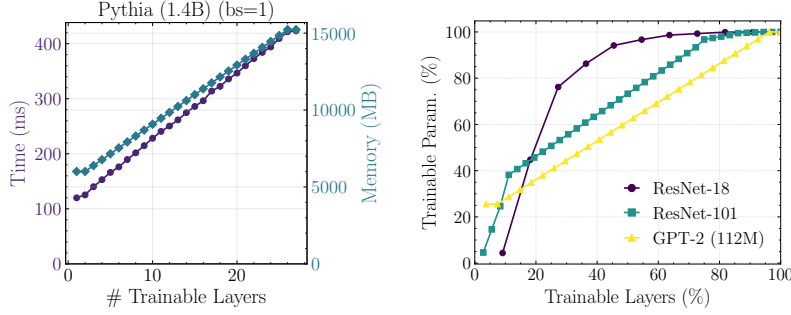 Pythia (1.4B) (bs=1)
Time (ms)
400
300
200
100
0
Memory (MB)
15000
10000
5000
0
0
10
20
# Trainable Layers
Trainable Param. (%)
100
80
60
40
20
0
ResNet-18
ResNet-101
GPT-2 (112M)
0
20
40
60
80
100
Trainable Layers (%)